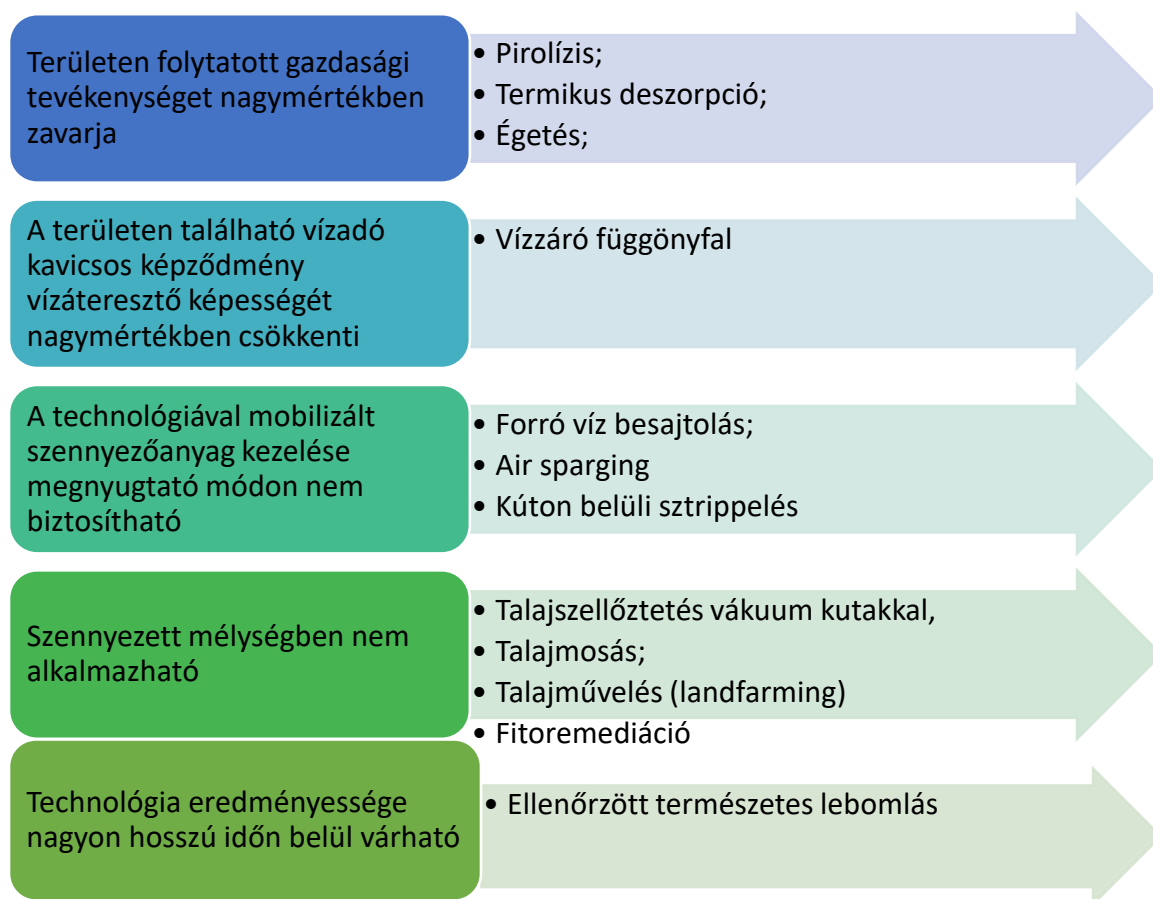 Területen folytatott gazdasági
tevékenységet nagymértékben
zavarja
• Pirolízis;
• Termikus deszorpció;
• Égetés;
A területen található vízadó
kavicsos képződmény
vízáteresztő képességét
nagymértékben csökkenti
• Vízzáró függönyfal
A technológiával mobilizált
szennyezőanyag kezelése
megnyugtató módon nem
biztosítható
• Forró víz besajtolás;
• Air sparging
• Kúton belüli sztrippelés
Szennyezett mélységben nem
alkalmazható
• Talajszellőztetés vákuum kutakkal,
• Talajmosás;
• Talajművelés (landfarming)
• Fitoremediáció
Technológia eredményessége
nagyon hosszú időn belül várható
• Ellenőrzött természetes lebomlás